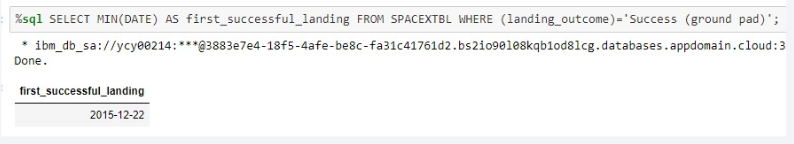 %sql SELECT MIN(DATE) AS first_successful_landing FROM SPACEXTBL WHERE (landing_outcome)='Success (ground pad)';
* ibm_db_sa://ycy00214:***@3883e7e4-18f5-4afe-be8c-fa31c41761d2.bs2io90l08kqb1od8lcg.databases.appdomain.cloud:3
Done.
first_successful_landing
2015-12-22